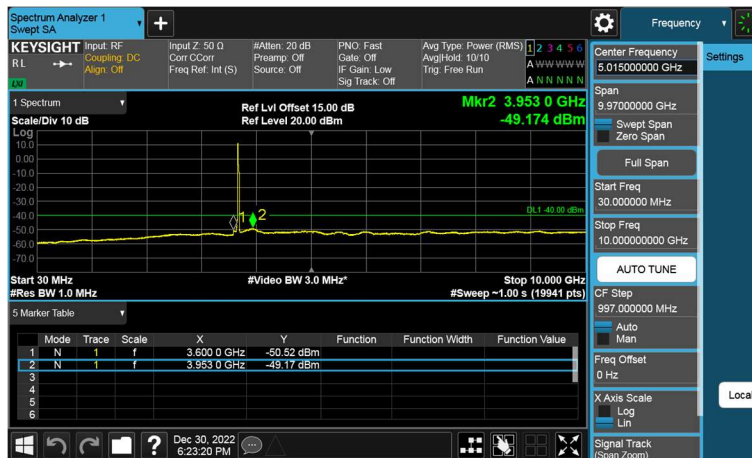 Spectrum Analyzer 1
Swept SA
+
Frequency
KEYSIGHT
RL
LXI
Input: RF
Coupling: DC
Align: Off
Input Z: 50 Ω
Corr CCorr
Freq Ref: Int (S)
#Atten: 20 dB
Preamp: Off
Source: Off
PNO: Fast
Gate: Off
IF Gain: Low
Sig Track: Off
Avg Type: Power (RMS)
Avg|Hold: 10/10
Trig: Free Run
1 2 3 4 5 6
A W W W W W
A N N N N N
1 Spectrum
Scale/Div 10 dB
Log
Ref Lvl Offset 15.00 dB
Ref Level 20.00 dBm
Mkr2 3.953 0 GHz
-49.174 dBm
10.0
0.00
-10.0
-20.0
-30.0
-40.0
-50.0
-60.0
-70.0
1
2
DL1 -40.00 dBm
Start 30 MHz
#Res BW 1.0 MHz
#Video BW 3.0 MHz*
Stop 10.000 GHz
#Sweep ~1.00 s (19941 pts)
5 Marker Table
Mode Trace Scale X Y Function Function Width Function Value
1 N 1 f 3.600 0 GHz -50.52 dBm
2 N 1 f 3.953 0 GHz -49.17 dBm
3
4
5
6
?
Dec 30, 2022
6:23:20 PM
Center Frequency
5.015000000 GHz
Span
9.97000000 GHz
Swept Span
Zero Span
Full Span
Start Freq
30.000000 MHz
Stop Freq
10.000000000 GHz
AUTO TUNE
CF Step
997.000000 MHz
Auto
Man
Freq Offset
0 Hz
X Axis Scale
Log
Lin
Signal Track
(Span Zoom)
Settings
Local